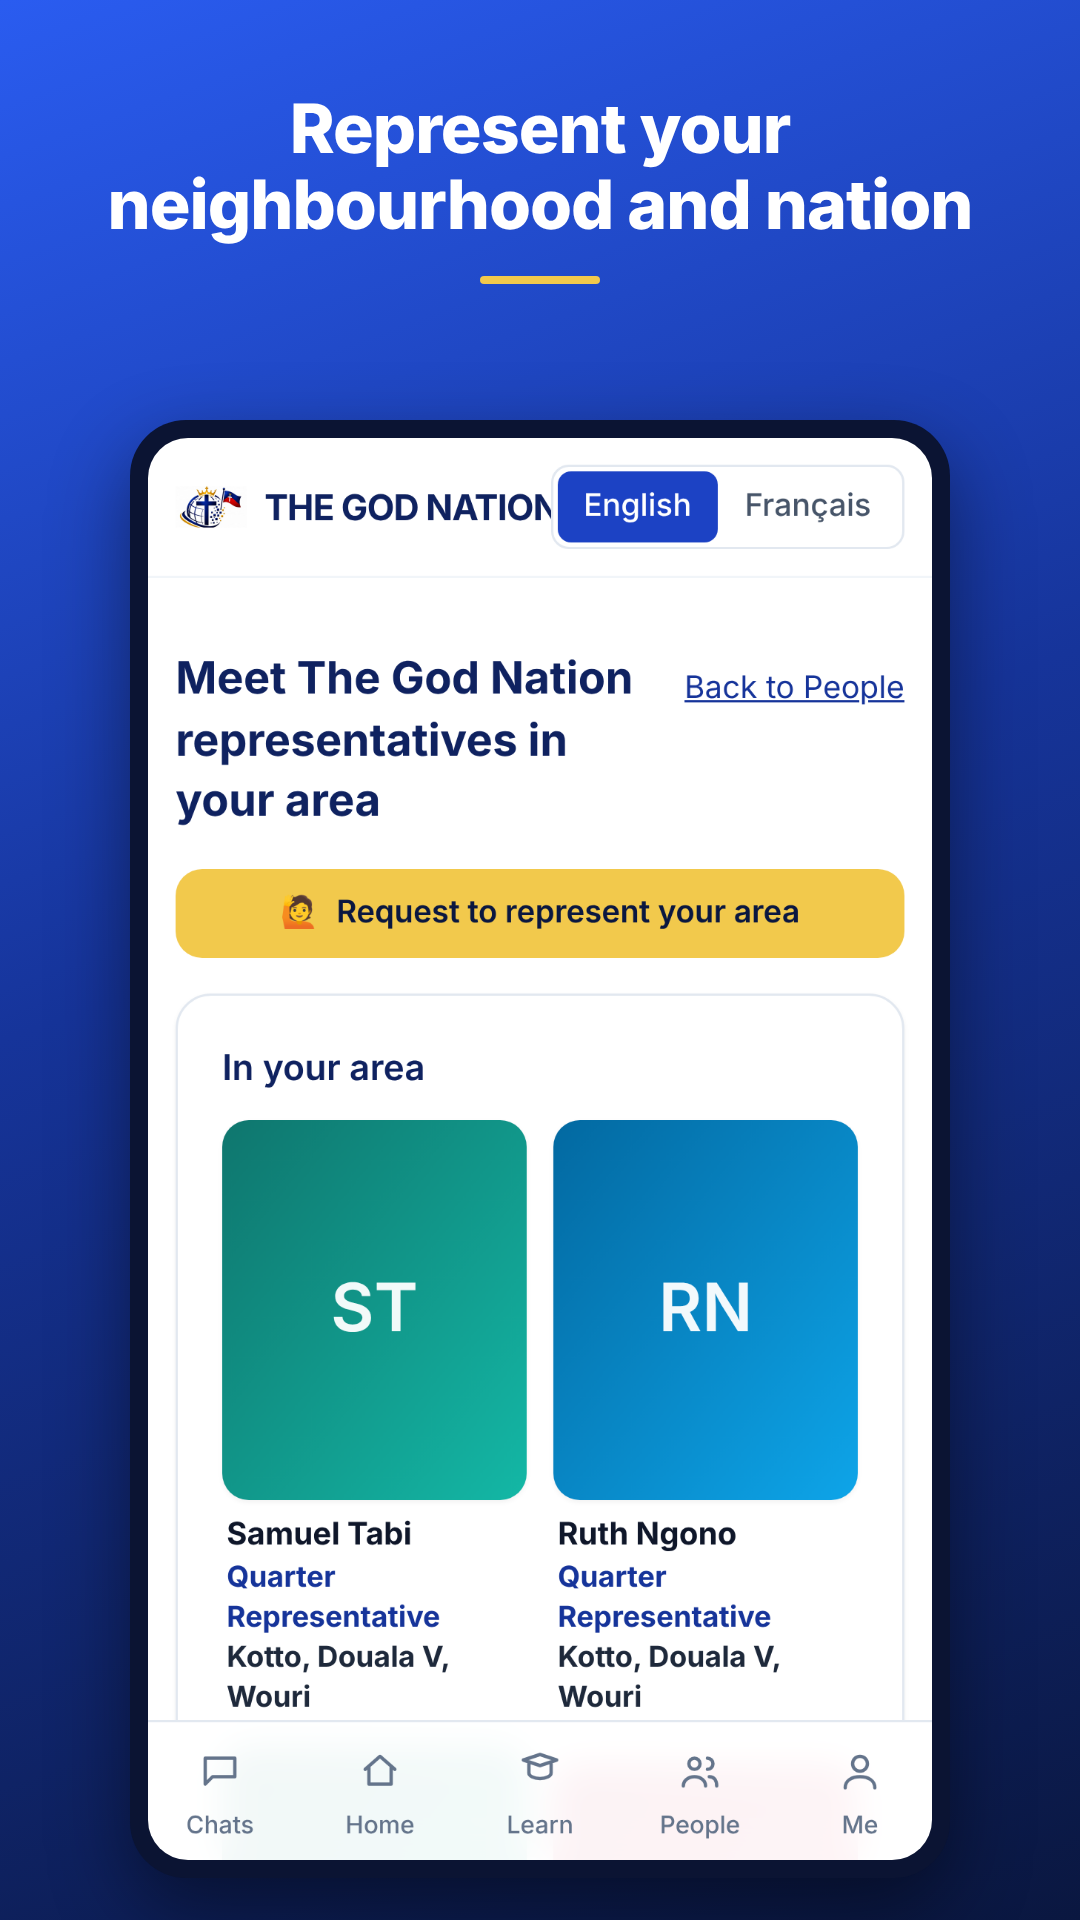 Represent your
neighbourhood and nation
THE GOD NATION
English
Français
Meet The God Nation
representatives in
your area
Back to People
Request to represent your area
In your area
ST
RN
Samuel Tabi
Quarter
Representative
Kotto, Douala V,
Wouri
Ruth Ngono
Quarter
Representative
Kotto, Douala V,
Wouri
Chats
Home
Learn
People
Me